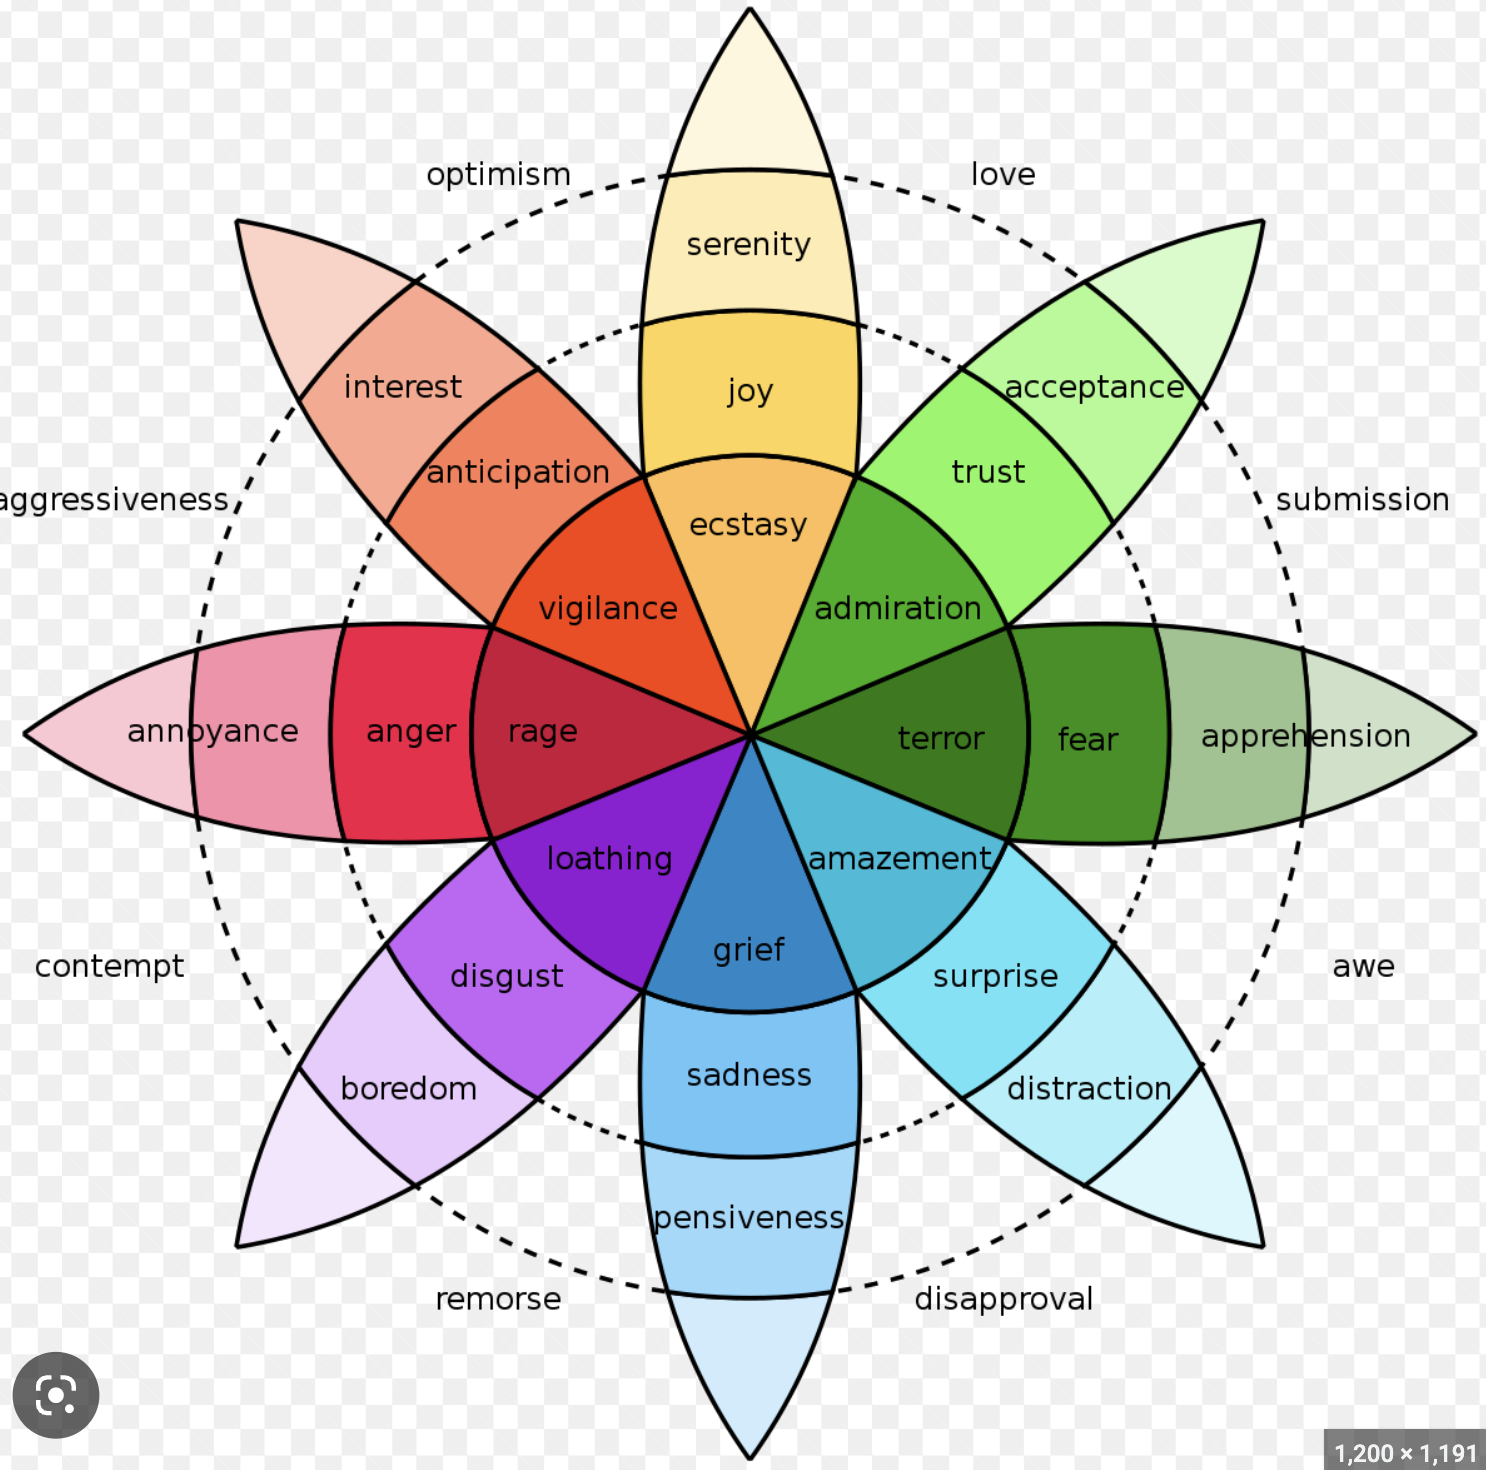 optimism
love
serenity
interest
acceptance
joy
anticipation
trust
aggressiveness
submission
ecstasy
vigilance
admiration
annoyance
anger
rage
terror
fear
apprehension
loathing
amazement
grief
contempt
awe
disgust
surprise
sadness
boredom
distraction
pensiveness
remorse
disapproval
1,200 × 1,191